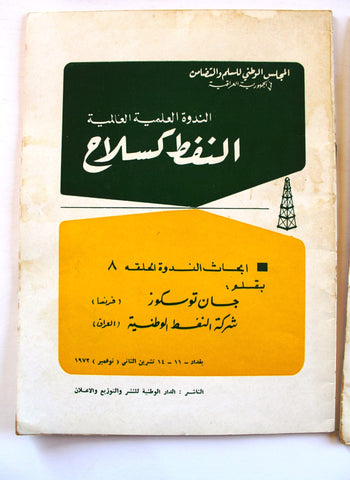 المجلس الوطني للسلم والتضامن
في الجمهورية العراقية
الندوة العلمية العالمية
النفط كسلاح
ابحاث الندوة الحلقه ٨
بقلم :
جان توسكوز ( فرنسا )
شركة النفط الوطنية ( العراق )
بغداد - ١١ - ١٤ تشرين الثاني ( نوفمبر ) ١٩٧٢
الناشر : الدار الوطنية للنشر والتوزيع والاعلان